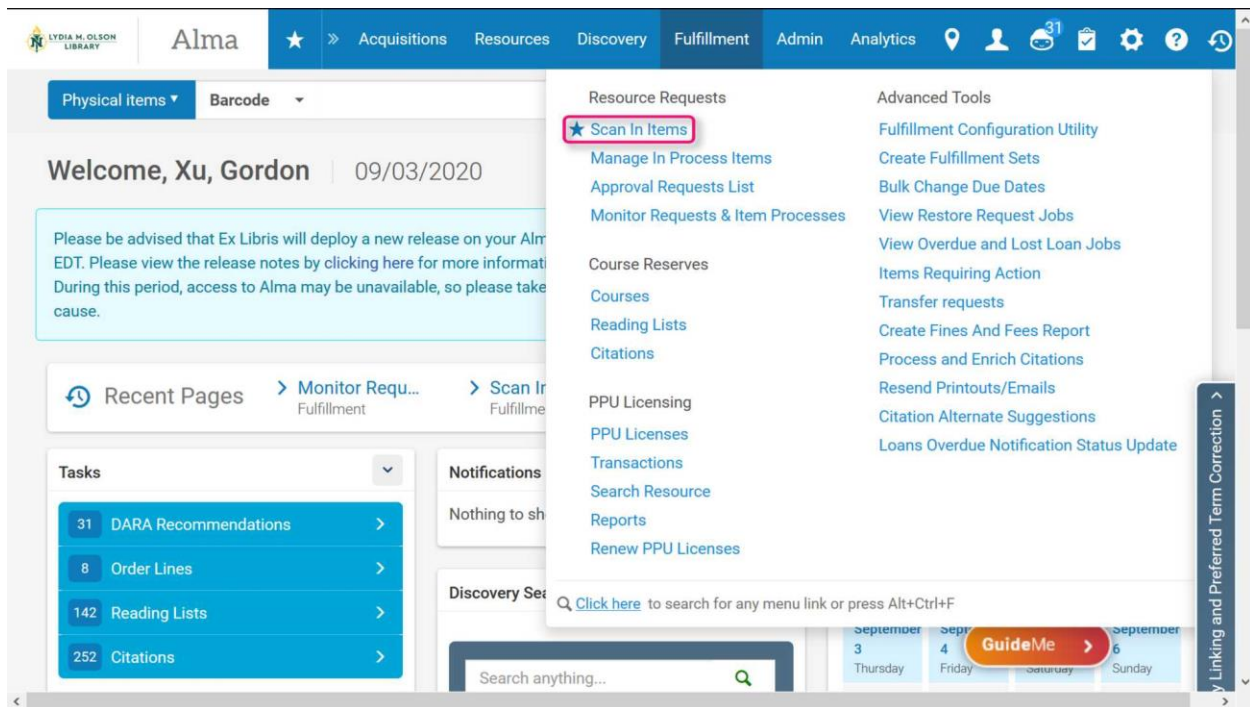 LYDIA M. OLSON
LIBRARY
Alma
Acquisitions
Resources
Discovery
Fulfillment
Admin
Analytics
31
Physical items
Barcode
Resource Requests
Scan In Items
Manage In Process Items
Approval Requests List
Monitor Requests & Item Processes
Course Reserves
Courses
Reading Lists
Citations
PPU Licensing
PPU Licenses
Transactions
Search Resource
Reports
Renew PPU Licenses
Advanced Tools
Fulfillment Configuration Utility
Create Fulfillment Sets
Bulk Change Due Dates
View Restore Request Jobs
View Overdue and Lost Loan Jobs
Items Requiring Action
Transfer requests
Create Fines And Fees Report
Process and Enrich Citations
Resend Printouts/Emails
Citation Alternate Suggestions
Loans Overdue Notification Status Update
Click here to search for any menu link or press Alt+Ctrl+F
Welcome, Xu, Gordon
09/03/2020
Please be advised that Ex Libris will deploy a new release on your Alm
EDT. Please view the release notes by clicking here for more informati
During this period, access to Alma may be unavailable, so please take
cause.
Recent Pages
Monitor Requ...
Fulfillment
Scan In
Fulfillme
Tasks
31 DARA Recommendations
8 Order Lines
142 Reading Lists
252 Citations
Notifications
Nothing to sh
Discovery Sea
Search anything...
September
3
Thursday
Sept
4
Friday
Saturday
September
6
Sunday
GuideMe
y Linking and Preferred Term Correction